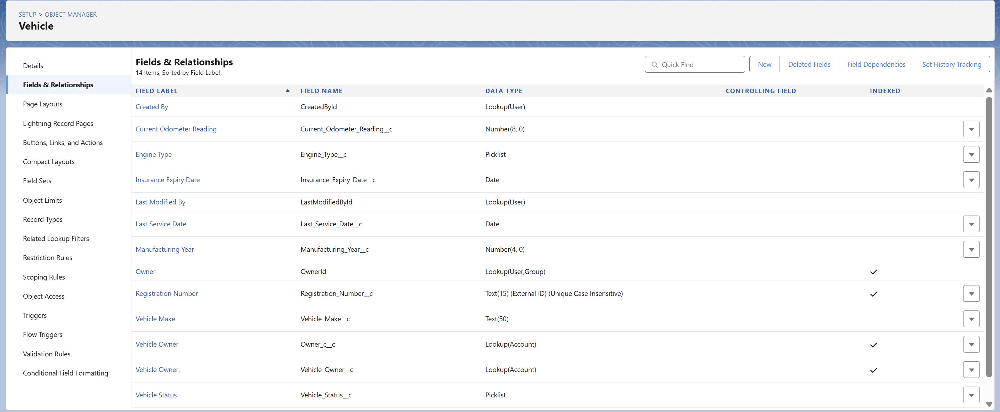 SETUP > OBJECT MANAGER
Vehicle
Details
Fields & Relationships
Page Layouts
Lightning Record Pages
Buttons, Links, and Actions
Compact Layouts
Field Sets
Object Limits
Record Types
Related Lookup Filters
Restriction Rules
Scoping Rules
Object Access
Triggers
Flow Triggers
Validation Rules
Conditional Field Formatting
Fields & Relationships
14 Items, Sorted by Field Label
Quick Find
New Deleted Fields Field Dependencies Set History Tracking
FIELD LABEL FIELD NAME DATA TYPE CONTROLLING FIELD INDEXED
Created By CreatedById Lookup(User)
Current Odometer Reading Current_Odometer_Reading__c Number(8, 0)
Engine Type Engine_Type__c Picklist
Insurance Expiry Date Insurance_Expiry_Date__c Date
Last Modified By LastModifiedById Lookup(User)
Last Service Date Last_Service_Date__c Date
Manufacturing Year Manufacturing_Year__c Number(4, 0)
Owner OwnerId Lookup(User,Group)
Registration Number Registration_Number__c Text(15) (External ID) (Unique Case Insensitive)
Vehicle Make Vehicle_Make__c Text(50)
Vehicle Owner Owner_c__c Lookup(Account)
Vehicle Owner. Vehicle_Owner__c Lookup(Account)
Vehicle Status Vehicle_Status__c Picklist